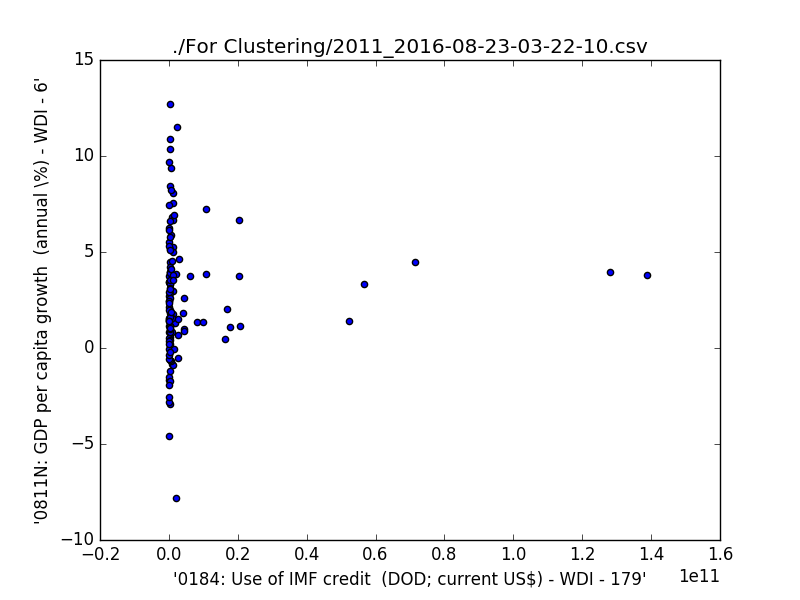 ./For Clustering/2011_2016-08-23-03-22-10.csv
15
10
5
0
−5
−10
'0811N: GDP per capita growth  (annual \%) - WDI - 6'
−0.2 0.0 0.2 0.4 0.6 0.8 1.0 1.2 1.4 1.6
1e11
'0184: Use of IMF credit  (DOD; current US$) - WDI - 179'